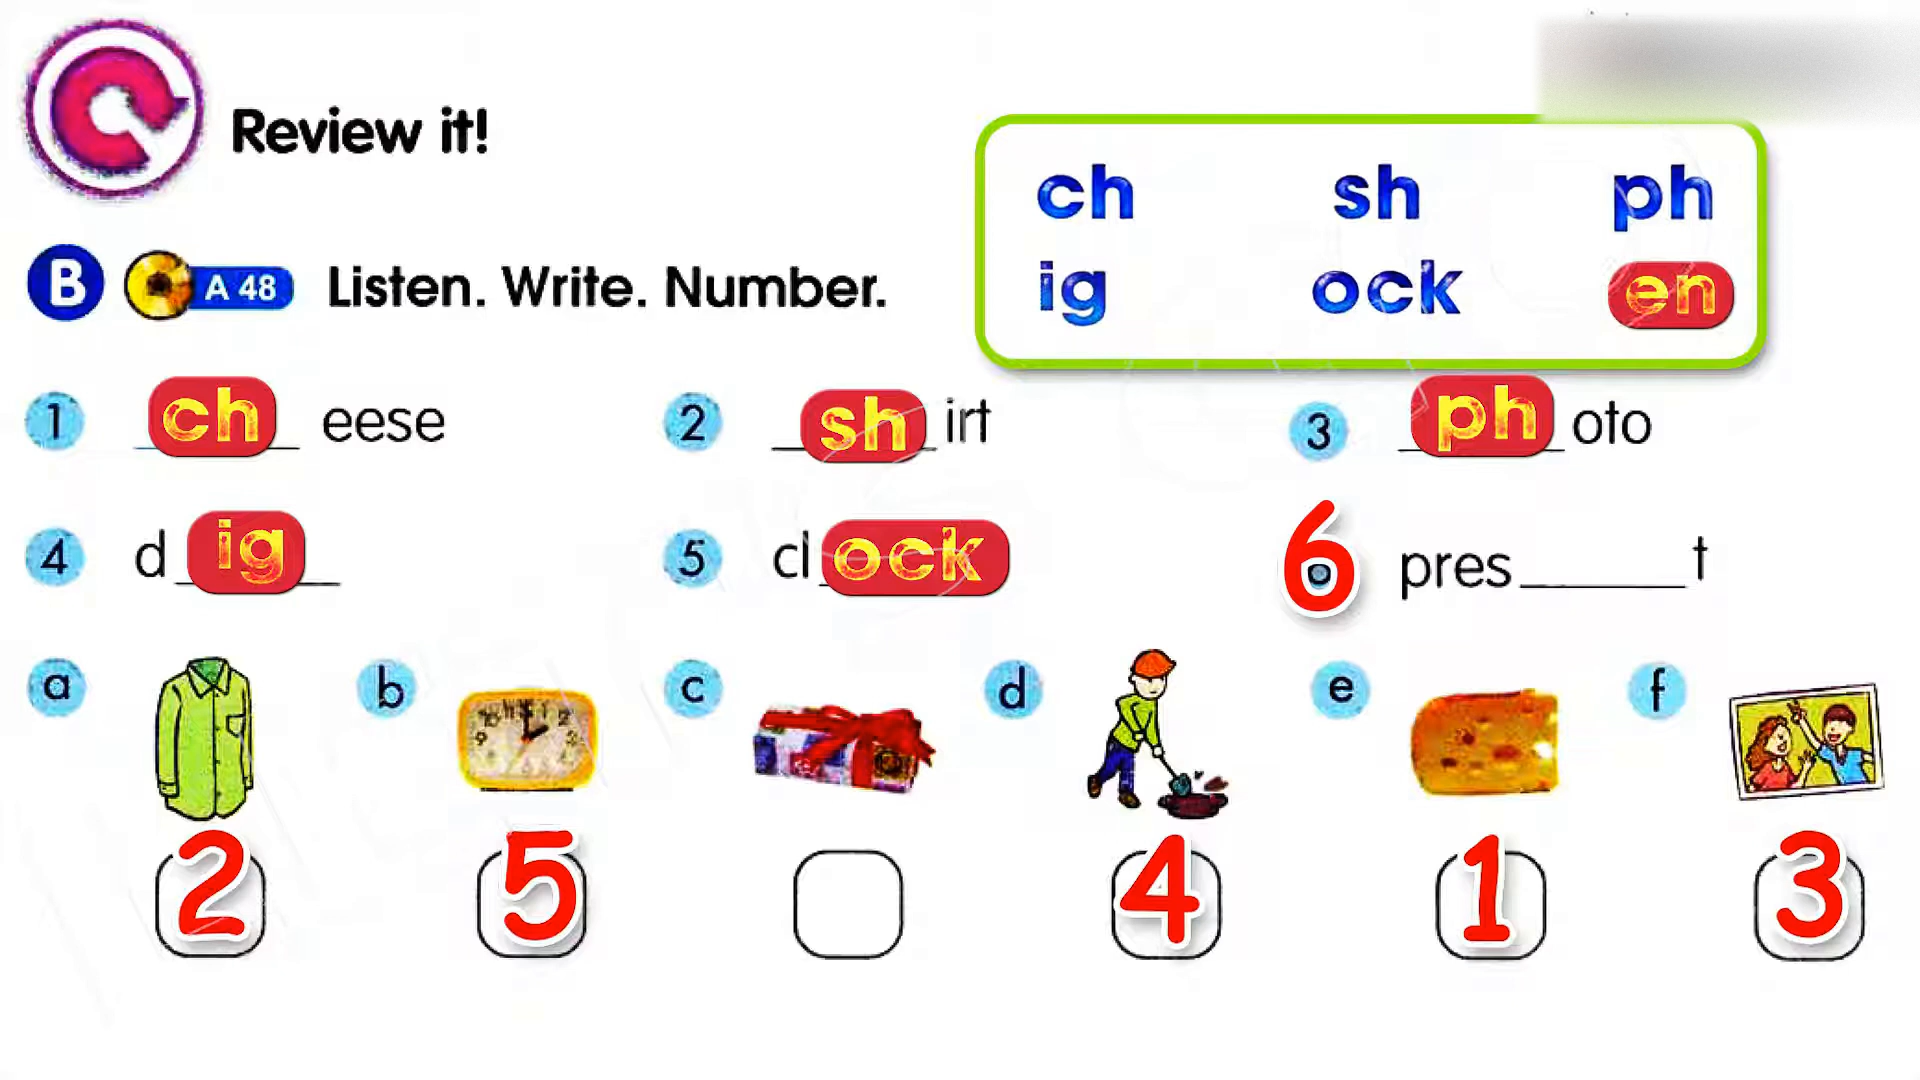 Review it!
ch sh ph
ig ock en
B A 48 Listen. Write. Number.
1 ch eese 2 sh irt 3 ph oto
4 d ig 5 cl ock 6 pres______t
a b c d e f
2 5 4 1 3